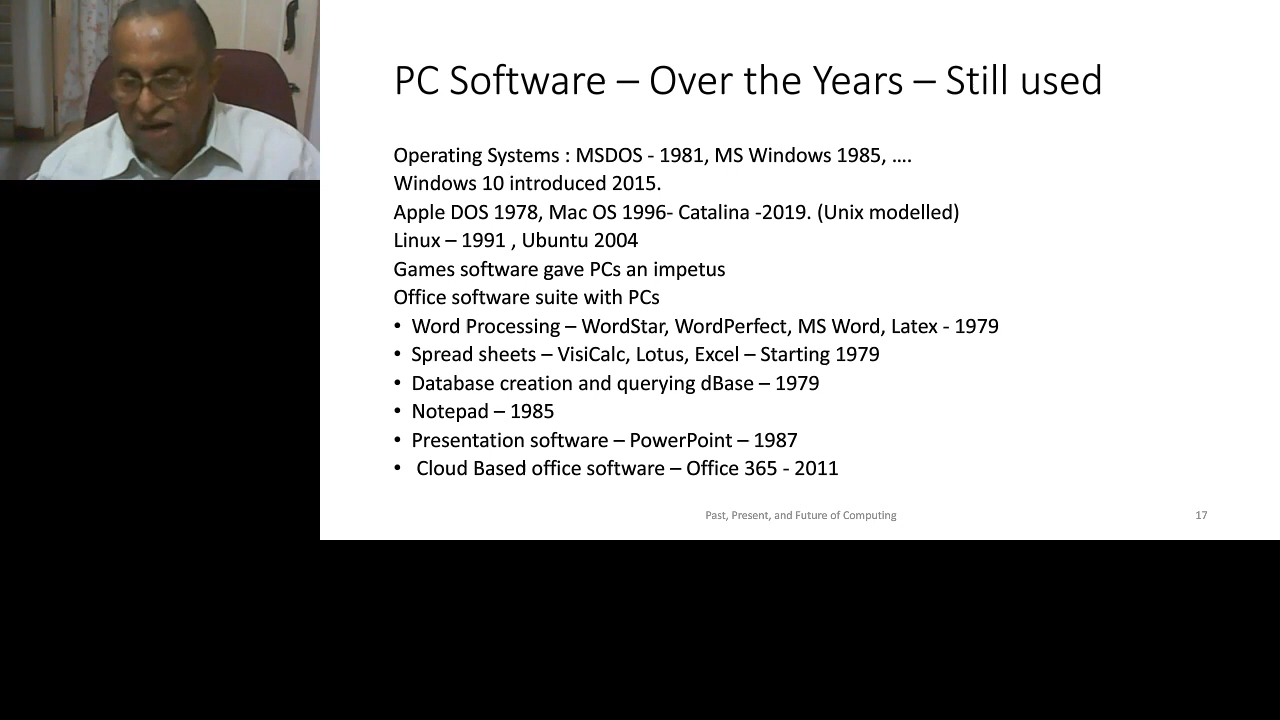 PC Software – Over the Years – Still used
Operating Systems : MSDOS - 1981, MS Windows 1985, ....
Windows 10 introduced 2015.
Apple DOS 1978, Mac OS 1996- Catalina -2019. (Unix modelled)
Linux – 1991 , Ubuntu 2004
Games software gave PCs an impetus
Office software suite with PCs
• Word Processing – WordStar, WordPerfect, MS Word, Latex - 1979
• Spread sheets – VisiCalc, Lotus, Excel – Starting 1979
• Database creation and querying dBase – 1979
• Notepad – 1985
• Presentation software – PowerPoint – 1987
• Cloud Based office software – Office 365 - 2011
Past, Present, and Future of Computing
17